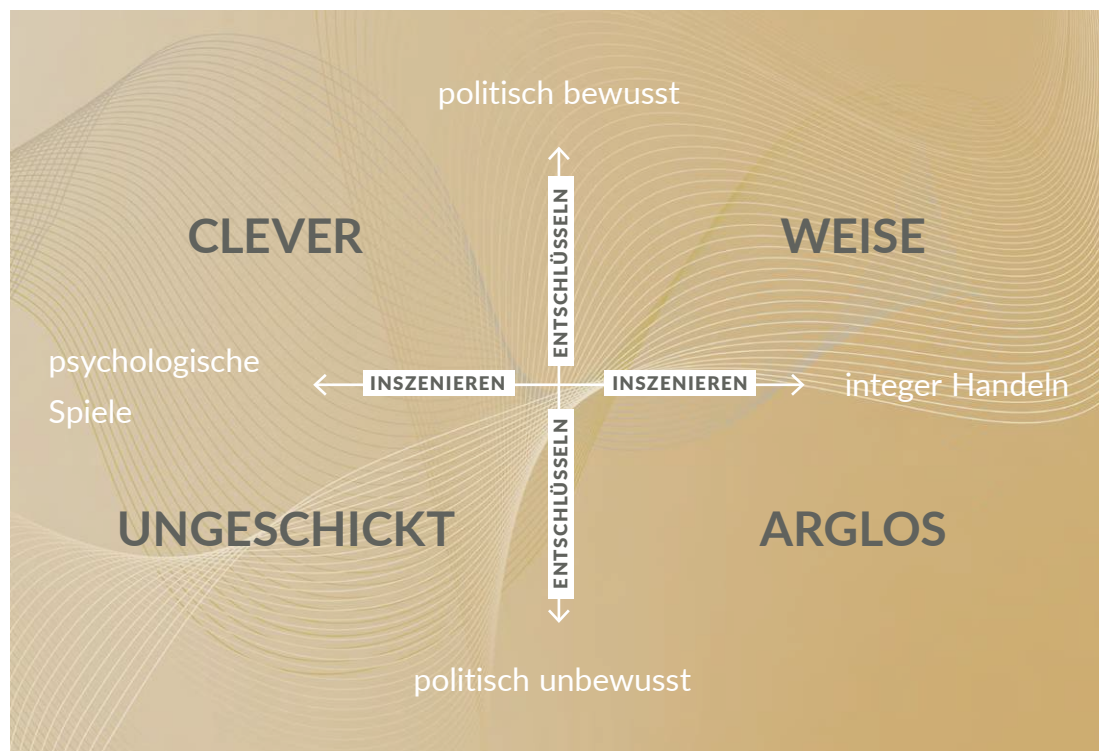 politisch bewusst
ENTSCHLÜSSELN
CLEVER
WEISE
psychologische
Spiele
INSZENIEREN
INSZENIEREN
integer Handeln
ENTSCHLÜSSELN
UNGESCHICKT
ARGLOS
politisch unbewusst